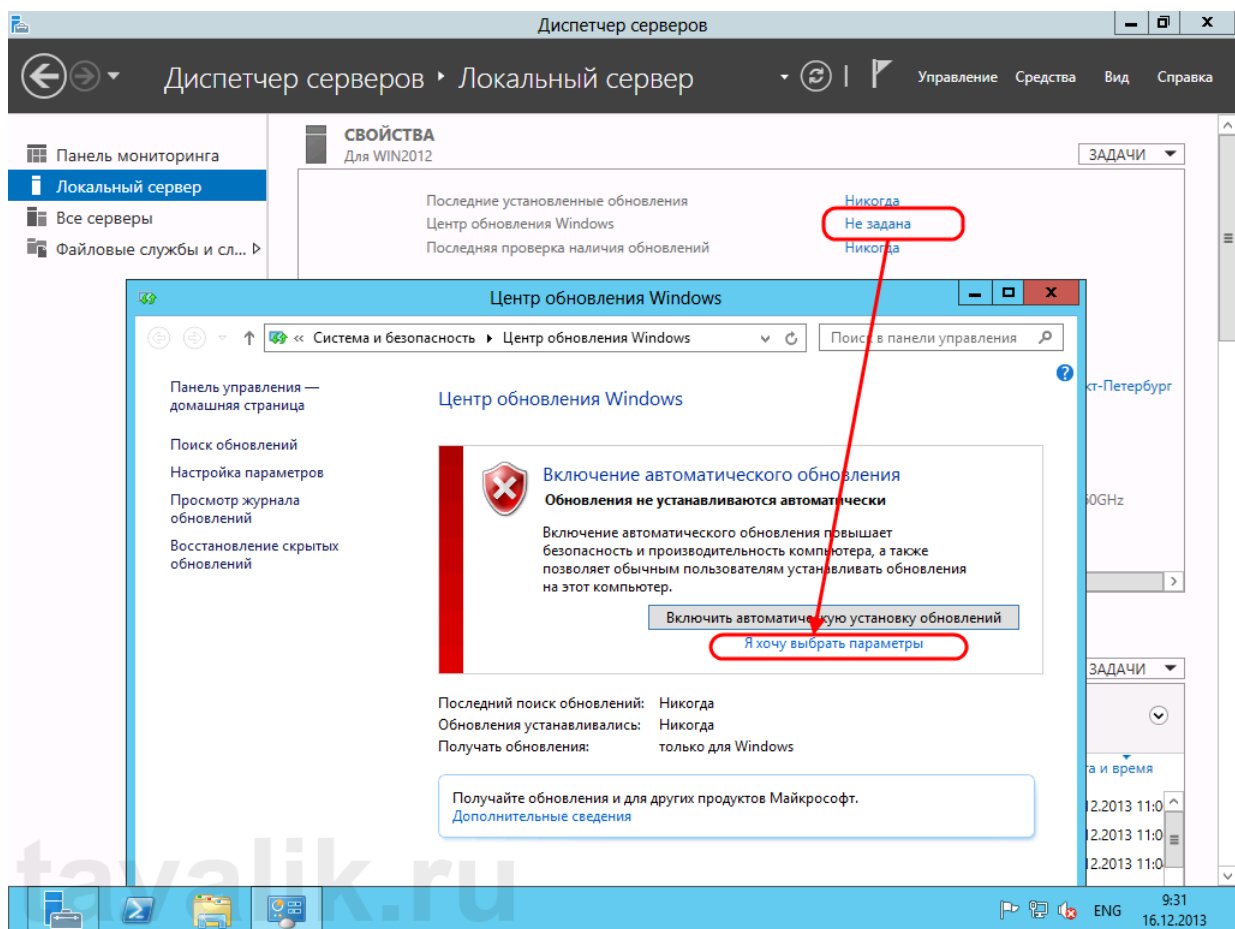 Диспетчер серверов
Диспетчер серверов
Локальный сервер
Управление Средства Вид Справка
Панель мониторинга
Локальный сервер
Все серверы
Файловые службы и сл...
СВОЙСТВА
Для WIN2012
ЗАДАЧИ
Последние установленные обновления Никогда
Центр обновления Windows Не задана
Последняя проверка наличия обновлений Никогда
Центр обновления Windows
« Система и безопасность Центр обновления Windows
Поиск в панели управления
Панель управления —
домашняя страница
Поиск обновлений
Настройка параметров
Просмотр журнала
обновлений
Восстановление скрытых
обновлений
Центр обновления Windows
Включение автоматического обновления
Обновления не устанавливаются автоматически
Включение автоматического обновления повышает
безопасность и производительность компьютера, а также
позволяет обычным пользователям устанавливать обновления
на этот компьютер.
Включить автоматическую установку обновлений
Я хочу выбрать параметры
Последний поиск обновлений: Никогда
Обновления устанавливались: Никогда
Получать обновления: только для Windows
Получайте обновления и для других продуктов Майкрософт.
Дополнительные сведения
кт-Петербург
0GHz
ЗАДАЧИ
та и время
12.2013 11:0
12.2013 11:0
12.2013 11:0
tavalik.ru
ENG
9:31
16.12.2013